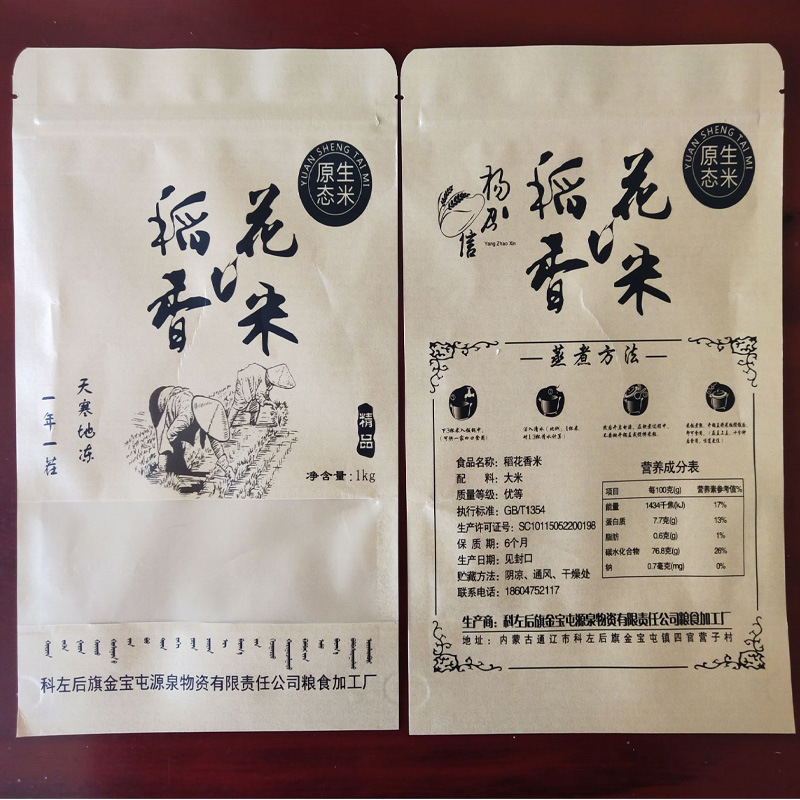 YUAN SHENG TAI MI
原生
态米
稻花
香米
天寒地冻
一年一茬
精品
净含量:1kg
科左后旗金宝屯源泉物资有限责任公司粮食加工厂
YUAN SHENG TAI MI
原生
态米
Yang Zhao Xin
稻花
香米
蒸煮方法
食品名称:稻花香米
配 料:大米
质量等级:优等
执行标准:GB/T1354
生产许可证号:SC10115052200198
保 质 期:6个月
生产日期:见封口
贮藏方法:阴凉、通风、干燥处
联系电话:18604752117
营养成分表
项目 每100克(g) 营养素参考值%
能量 1434千焦(kJ) 17%
蛋白质 7.7克(g) 13%
脂肪 0.6克(g) 1%
碳水化合物 76.8克(g) 26%
钠 0.7毫克(mg) 0%
生产商:科左后旗金宝屯源泉物资有限责任公司粮食加工厂
地址:内蒙古通辽市科左后旗金宝屯镇四官营子村